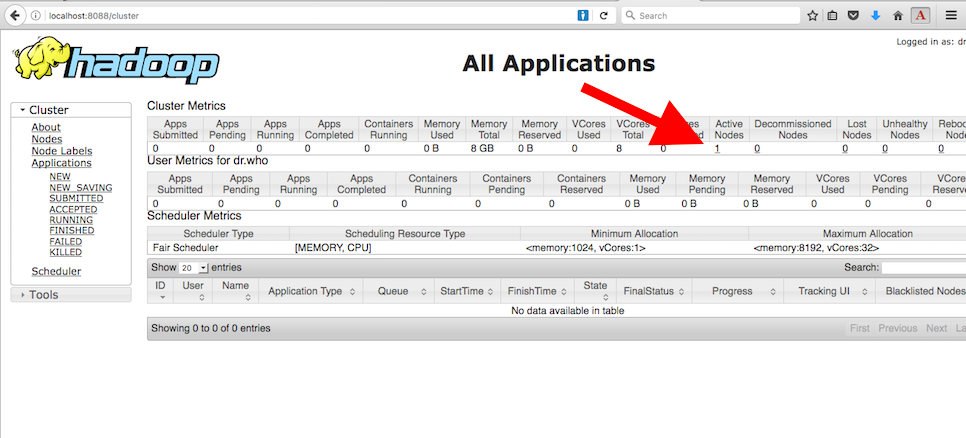 localhost:8088/cluster
Search
A
Logged in as: dr
hadoop
All Applications
Cluster
About
Nodes
Node Labels
Applications
NEW
NEW_SAVING
SUBMITTED
ACCEPTED
RUNNING
FINISHED
FAILED
KILLED
Scheduler
Tools
Cluster Metrics
Apps Submitted Apps Pending Apps Running Apps Completed Containers Running Memory Used Memory Total Memory Reserved VCores Used VCores Total Active Nodes Decommissioned Nodes Lost Nodes Unhealthy Nodes Reboo Nod
0 0 0 0 0 0 B 8 GB 0 B 0 8 0 1 0 0 0 0
User Metrics for dr.who
Apps Submitted Apps Pending Apps Running Apps Completed Containers Running Containers Pending Containers Reserved Memory Used Memory Pending Memory Reserved VCores Used VCores Pending VCore Reserve
0 0 0 0 0 0 0 0 B 0 B 0 B 0 0 0
Scheduler Metrics
Scheduler Type Scheduling Resource Type Minimum Allocation Maximum Allocation
Fair Scheduler [MEMORY, CPU] <memory:1024, vCores:1> <memory:8192, vCores:32>
Show 20 entries Search:
ID User Name Application Type Queue StartTime FinishTime State FinalStatus Progress Tracking UI Blacklisted Nodes
No data available in table
Showing 0 to 0 of 0 entries First Previous Next La